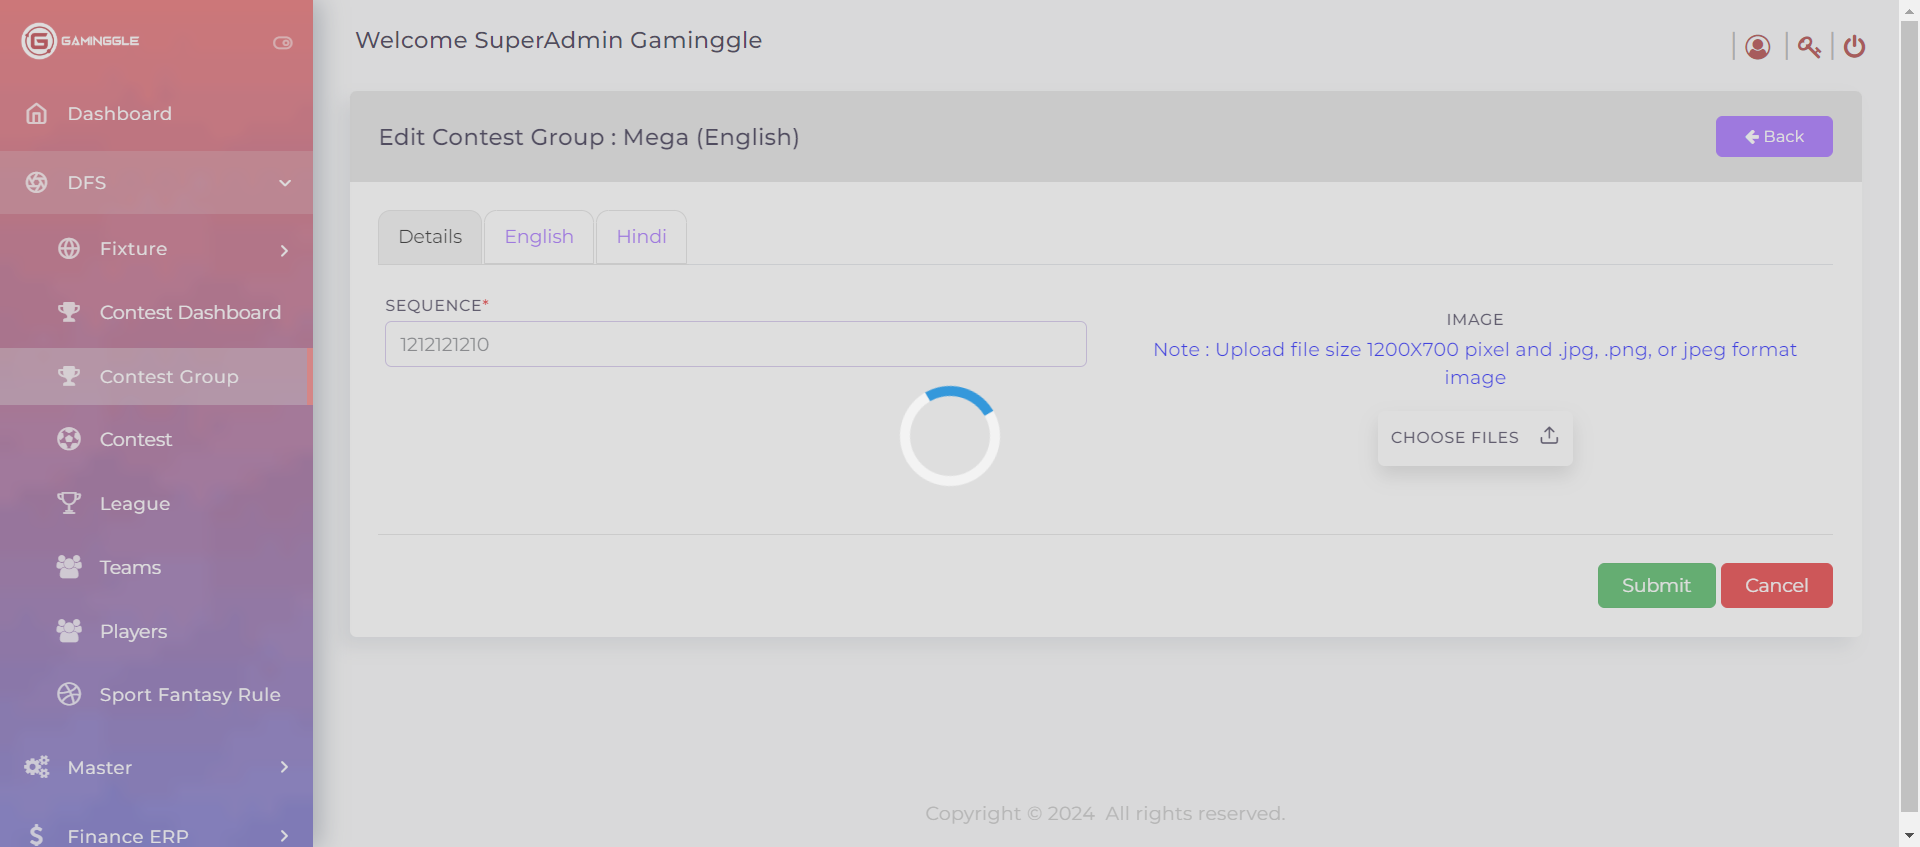 GAMINGGLE
Welcome SuperAdmin Gaminggle
Dashboard
DFS
Fixture
Contest Dashboard
Contest Group
Contest
League
Teams
Players
Sport Fantasy Rule
Master
Finance ERP
Edit Contest Group : Mega (English)
Back
Details
English
Hindi
SEQUENCE*
1212121210
IMAGE
Note : Upload file size 1200X700 pixel and .jpg, .png, or jpeg format
image
CHOOSE FILES
Submit
Cancel
Copyright © 2024 All rights reserved.